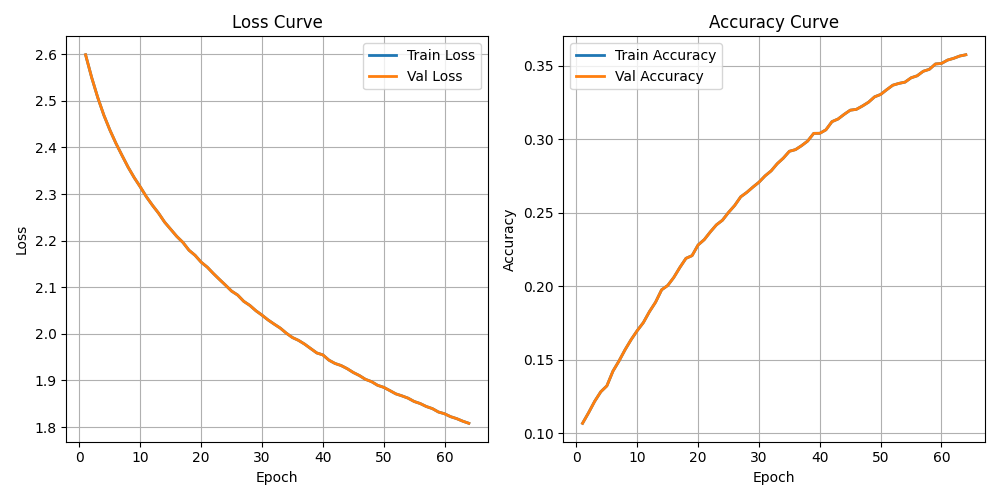 Loss Curve
Train Loss
Val Loss
2.6
2.5
2.4
2.3
2.2
2.1
2.0
1.9
1.8
Loss
0 10 20 30 40 50 60
Epoch
Accuracy Curve
Train Accuracy
Val Accuracy
0.35
0.30
0.25
0.20
0.15
0.10
Accuracy
0 10 20 30 40 50 60
Epoch